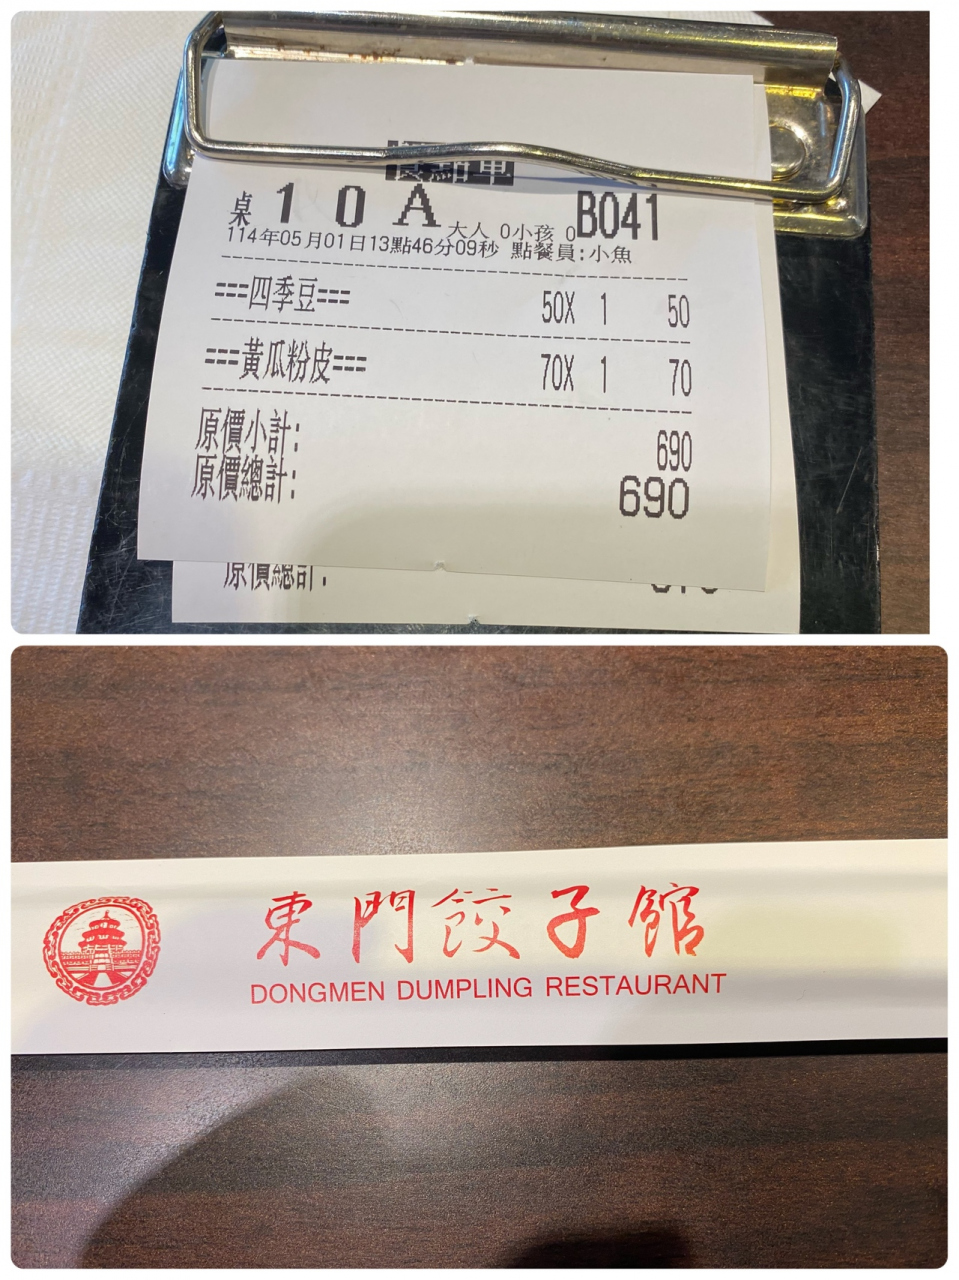 桌 10A 大人 0小孩 0 B041
114年05月01日13點46分09秒 點餐員:小魚
===四季豆=== 50X 1 50
===黃瓜粉皮=== 70X 1 70
原價小計: 690
原價總計: 690
原價總計:
東門餃子館
DONGMEN DUMPLING RESTAURANT